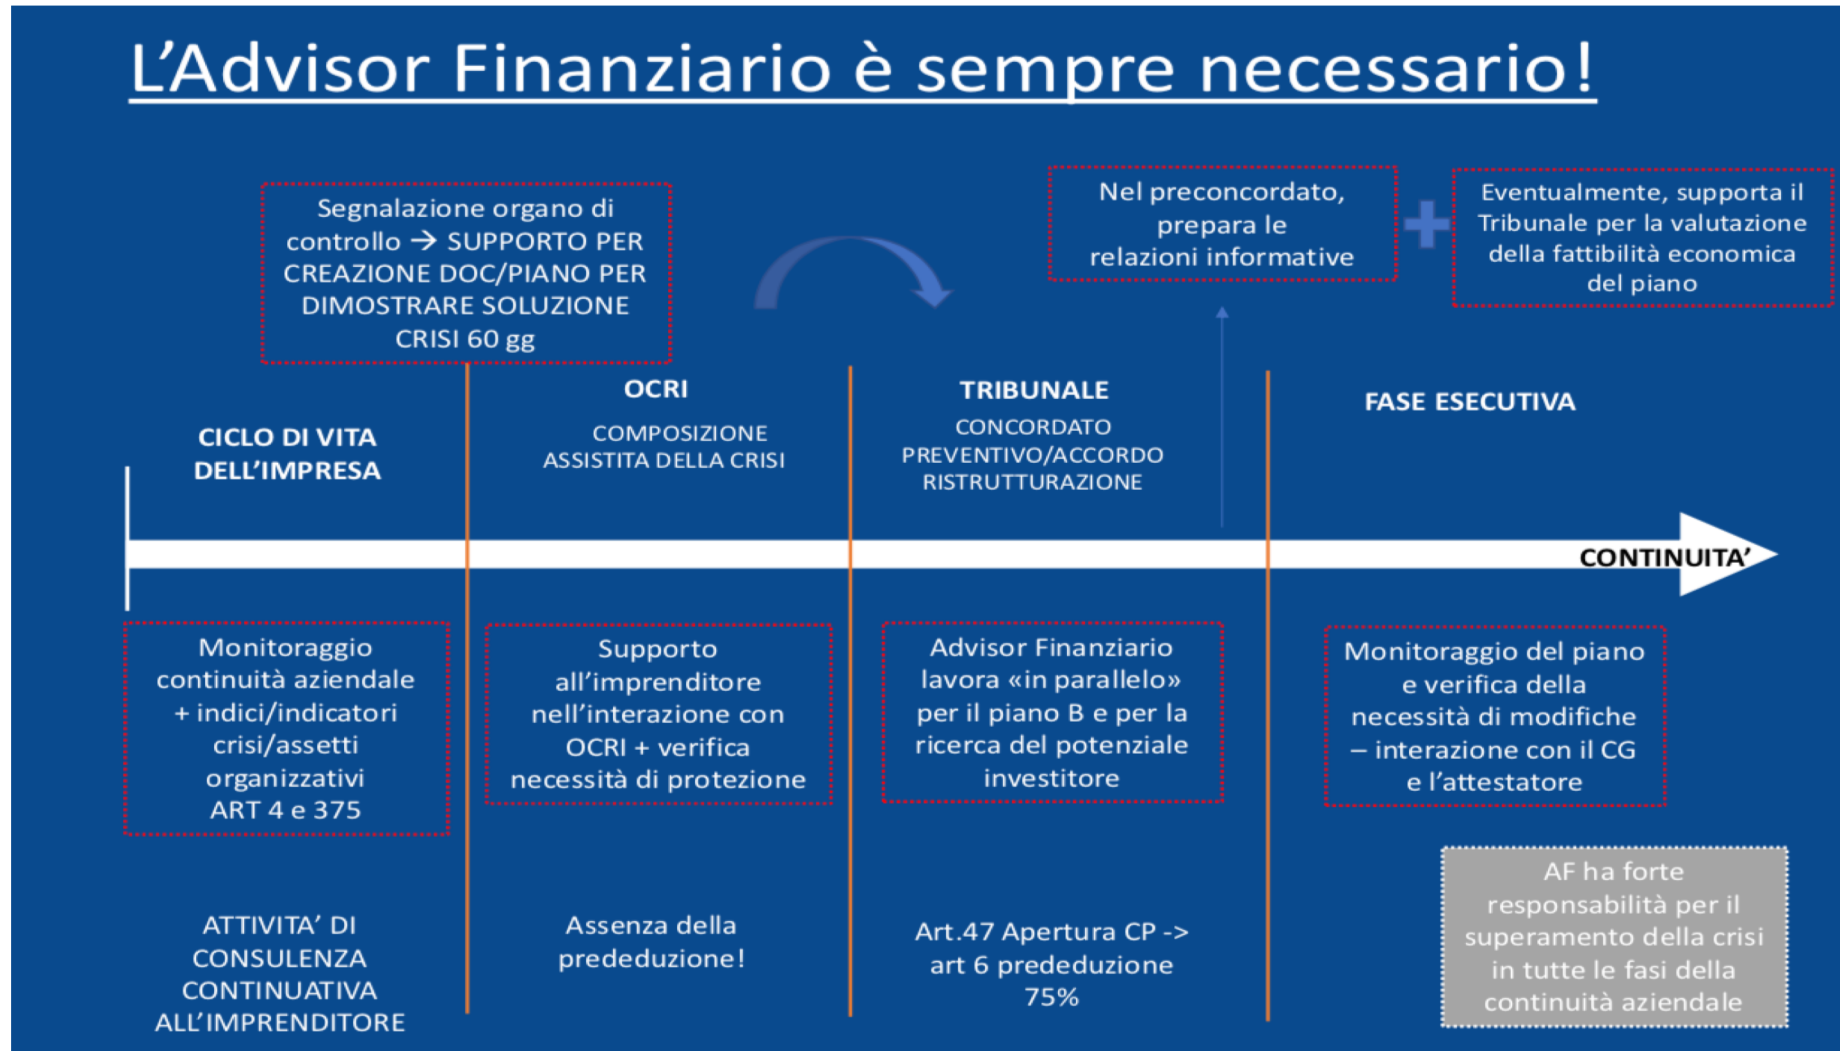 L’Advisor Finanziario è sempre necessario!
Segnalazione organo di
controllo → SUPPORTO PER
CREAZIONE DOC/PIANO PER
DIMOSTRARE SOLUZIONE
CRISI 60 gg
Nel preconcordato,
prepara le
relazioni informative
Eventualmente, supporta il
Tribunale per la valutazione
della fattibilità economica
del piano
CICLO DI VITA
DELL’IMPRESA
OCRI
COMPOSIZIONE
ASSISTITA DELLA CRISI
TRIBUNALE
CONCORDATO
PREVENTIVO/ACCORDO
RISTRUTTURAZIONE
FASE ESECUTIVA
CONTINUITA’
Monitoraggio
continuità aziendale
+ indici/indicatori
crisi/assetti
organizzativi
ART 4 e 375
Supporto
all’imprenditore
nell’interazione con
OCRI + verifica
necessità di protezione
Advisor Finanziario
lavora «in parallelo»
per il piano B e per la
ricerca del potenziale
investitore
Monitoraggio del piano
e verifica della
necessità di modifiche
– interazione con il CG
e l’attestatore
ATTIVITA’ DI
CONSULENZA
CONTINUATIVA
ALL’IMPRENDITORE
Assenza della
prededuzione!
Art.47 Apertura CP ->
art 6 prededuzione
75%
AF ha forte
responsabilità per il
superamento della crisi
in tutte le fasi della
continuità aziendale